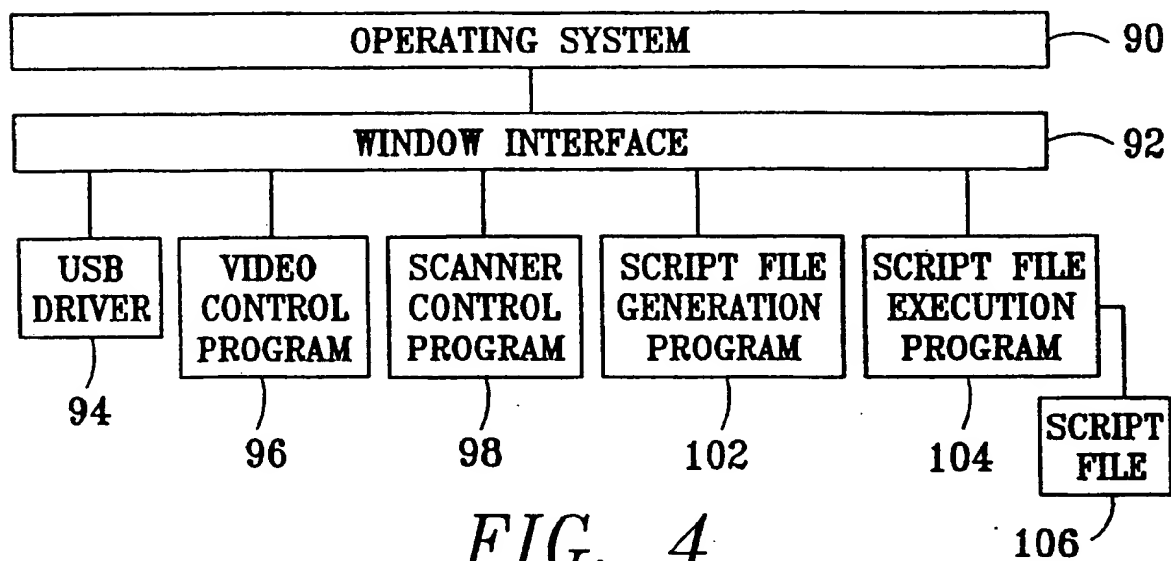 OPERATING SYSTEM
90
WINDOW INTERFACE
92
USB
DRIVER
94
VIDEO
CONTROL
PROGRAM
96
SCANNER
CONTROL
PROGRAM
98
SCRIPT FILE
GENERATION
PROGRAM
102
SCRIPT FILE
EXECUTION
PROGRAM
104
SCRIPT
FILE
106
FIG. 4